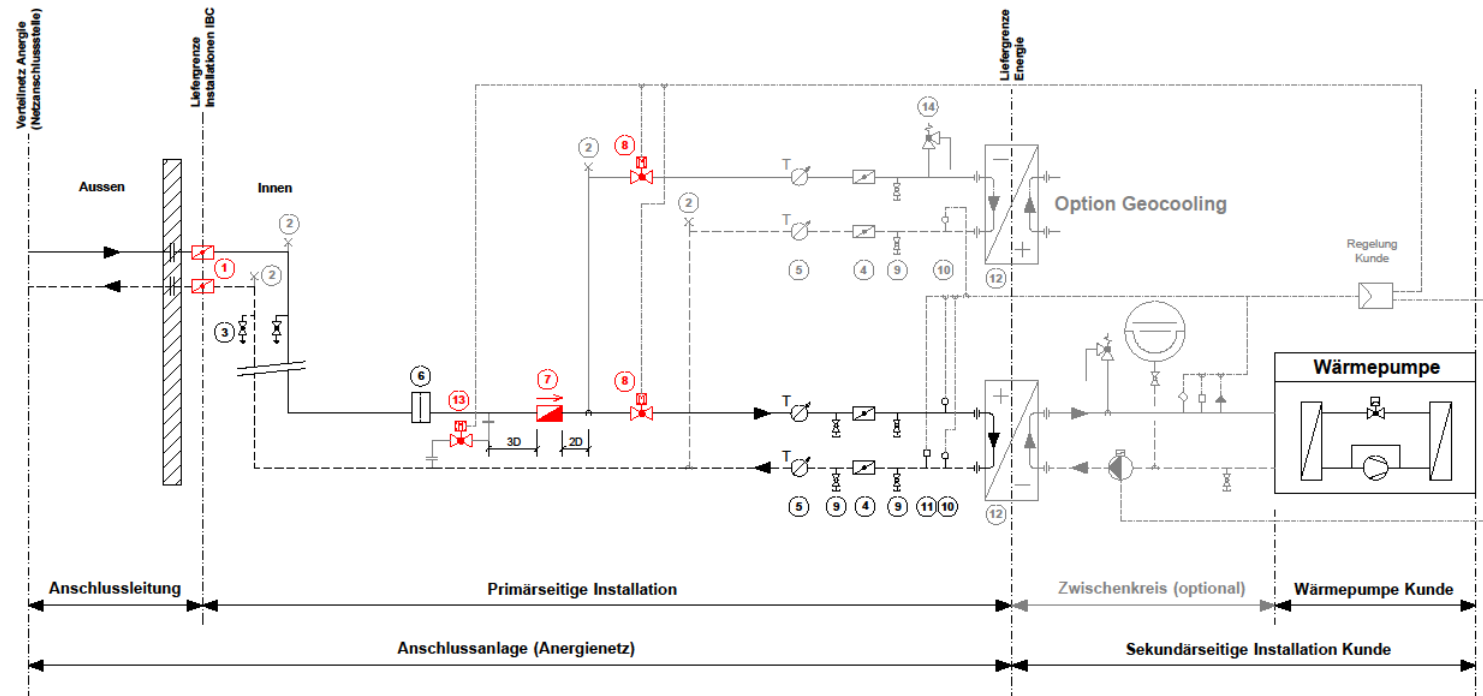 Verteilnetz Anergie
(Netzanschlussstelle)
Liefergrenze
Installationen IBC
Liefergrenze
Energie
Aussen
Innen
14
8
2
T
Option Geocooling
2
T
2
1
2
Regelung
Kunde
5
4
9
10
12
3
6
7
8
13
Wärmepumpe
M
M
M
T
3D
2D
T
5
9
4
9
11
10
12
Anschlussleitung
Primärseitige Installation
Zwischenkreis (optional)
Wärmepumpe Kunde
Anschlussanlage (Anergienetz)
Sekundärseitige Installation Kunde